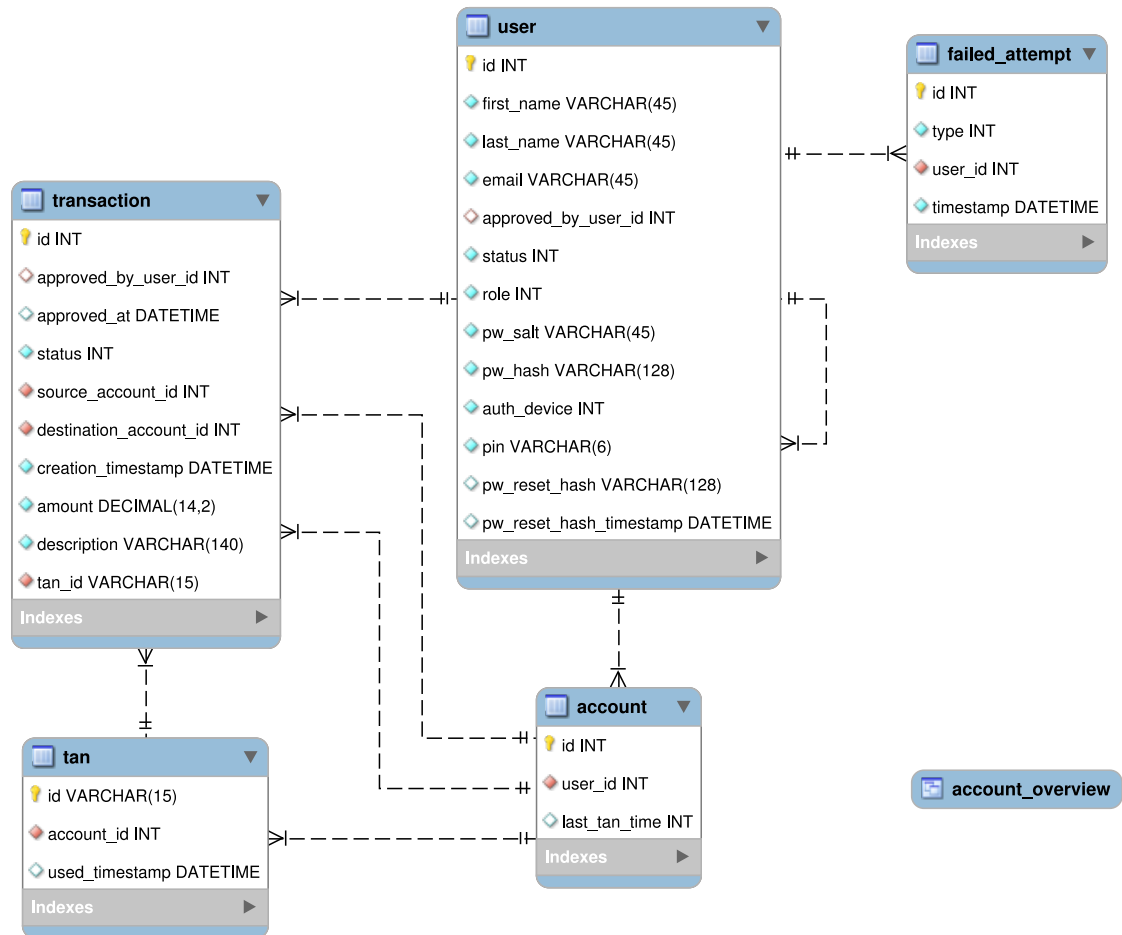 user
id INT
first_name VARCHAR(45)
last_name VARCHAR(45)
email VARCHAR(45)
approved_by_user_id INT
status INT
role INT
pw_salt VARCHAR(45)
pw_hash VARCHAR(128)
auth_device INT
pin VARCHAR(6)
pw_reset_hash VARCHAR(128)
pw_reset_hash_timestamp DATETIME
Indexes
failed_attempt
id INT
type INT
user_id INT
timestamp DATETIME
Indexes
transaction
id INT
approved_by_user_id INT
approved_at DATETIME
status INT
source_account_id INT
destination_account_id INT
creation_timestamp DATETIME
amount DECIMAL(14,2)
description VARCHAR(140)
tan_id VARCHAR(15)
Indexes
account
id INT
user_id INT
last_tan_time INT
Indexes
tan
id VARCHAR(15)
account_id INT
used_timestamp DATETIME
Indexes
account_overview